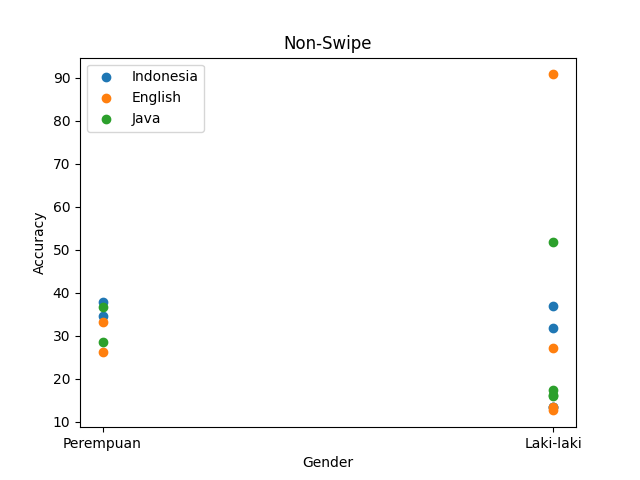 Non-Swipe
Indonesia
English
Java
90
80
70
60
50
40
30
20
10
Accuracy
Perempuan
Laki-laki
Gender